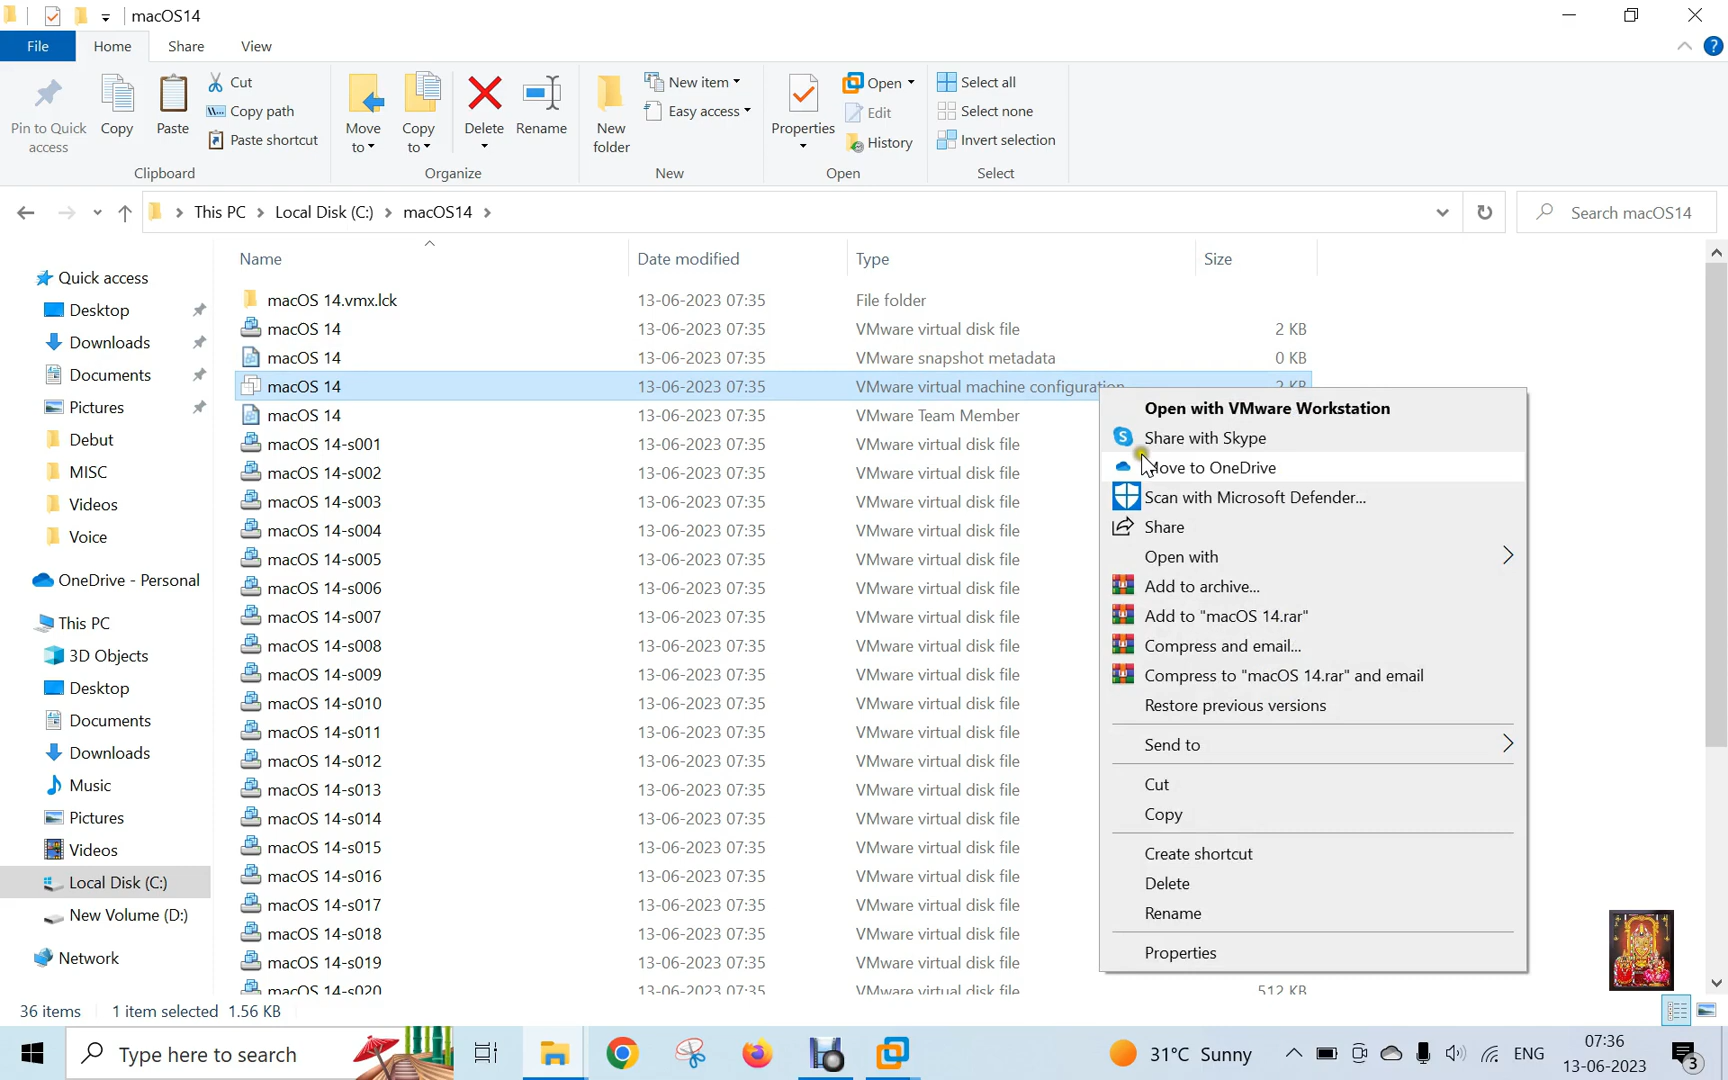 macOS14
File Home Share View
Pin to Quick access
Copy
Paste
Cut
Copy path
Paste shortcut
Clipboard
Move to
Copy to
Delete
Rename
Organize
New folder
New item
Easy access
New
Properties
Open
Edit
History
Open
Select all
Select none
Invert selection
Select
This PC Local Disk (C:) macOS14
Search macOS14
Quick access
Desktop
Downloads
Documents
Pictures
Debut
MISC
Videos
Voice
OneDrive - Personal
This PC
3D Objects
Desktop
Documents
Downloads
Music
Pictures
Videos
Local Disk (C:)
New Volume (D:)
Network
Name Date modified Type Size
macOS 14.vmx.lck 13-06-2023 07:35 File folder
macOS 14 13-06-2023 07:35 VMware virtual disk file 2 KB
macOS 14 13-06-2023 07:35 VMware snapshot metadata 0 KB
macOS 14 13-06-2023 07:35 VMware virtual machine configuration 2 KB
macOS 14 13-06-2023 07:35 VMware Team Member
macOS 14-s001 13-06-2023 07:35 VMware virtual disk file
macOS 14-s002 13-06-2023 07:35 VMware virtual disk file
macOS 14-s003 13-06-2023 07:35 VMware virtual disk file
macOS 14-s004 13-06-2023 07:35 VMware virtual disk file
macOS 14-s005 13-06-2023 07:35 VMware virtual disk file
macOS 14-s006 13-06-2023 07:35 VMware virtual disk file
macOS 14-s007 13-06-2023 07:35 VMware virtual disk file
macOS 14-s008 13-06-2023 07:35 VMware virtual disk file
macOS 14-s009 13-06-2023 07:35 VMware virtual disk file
macOS 14-s010 13-06-2023 07:35 VMware virtual disk file
macOS 14-s011 13-06-2023 07:35 VMware virtual disk file
macOS 14-s012 13-06-2023 07:35 VMware virtual disk file
macOS 14-s013 13-06-2023 07:35 VMware virtual disk file
macOS 14-s014 13-06-2023 07:35 VMware virtual disk file
macOS 14-s015 13-06-2023 07:35 VMware virtual disk file
macOS 14-s016 13-06-2023 07:35 VMware virtual disk file
macOS 14-s017 13-06-2023 07:35 VMware virtual disk file
macOS 14-s018 13-06-2023 07:35 VMware virtual disk file
macOS 14-s019 13-06-2023 07:35 VMware virtual disk file
macOS 14-s020 13-06-2023 07:35 VMware virtual disk file 512 KB
Open with VMware Workstation
Share with Skype
Move to OneDrive
Scan with Microsoft Defender...
Share
Open with
Add to archive...
Add to "macOS 14.rar"
Compress and email...
Compress to "macOS 14.rar" and email
Restore previous versions
Send to
Cut
Copy
Create shortcut
Delete
Rename
Properties
36 items 1 item selected 1.56 KB
Type here to search
31°C Sunny
ENG
07:36
13-06-2023
3